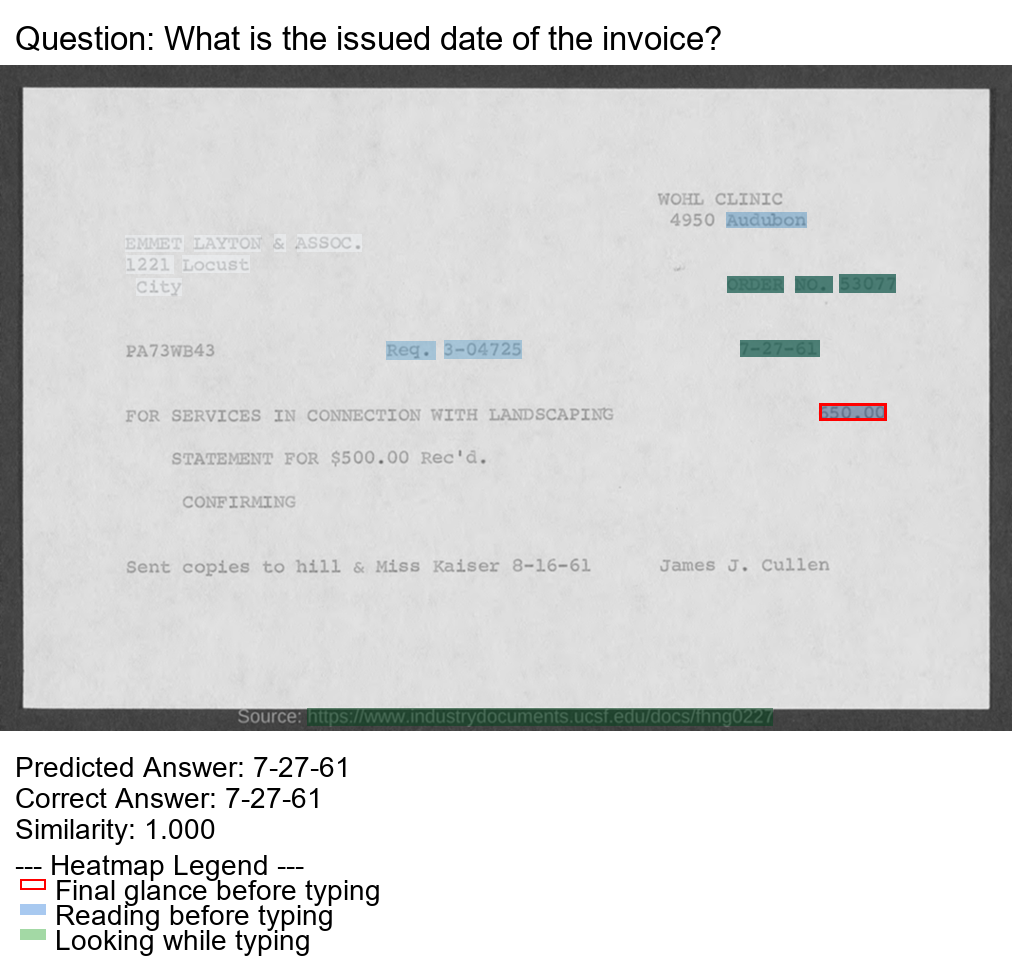 Question: What is the issued date of the invoice?
WOHL CLINIC
4950 Audubon
EMMET LAYTON & ASSOC.
1221 Locust
City
ORDER NO. 53077
PA73WB43 Req. 3-04725 7-27-61
FOR SERVICES IN CONNECTION WITH LANDSCAPING 650.00
STATEMENT FOR $500.00 Rec'd.
CONFIRMING
Sent copies to hill & Miss Kaiser 8-16-61 James J. Cullen
Source: https://www.industrydocuments.ucsf.edu/docs/fhng0227
Predicted Answer: 7-27-61
Correct Answer: 7-27-61
Similarity: 1.000
--- Heatmap Legend ---
Final glance before typing
Reading before typing
Looking while typing